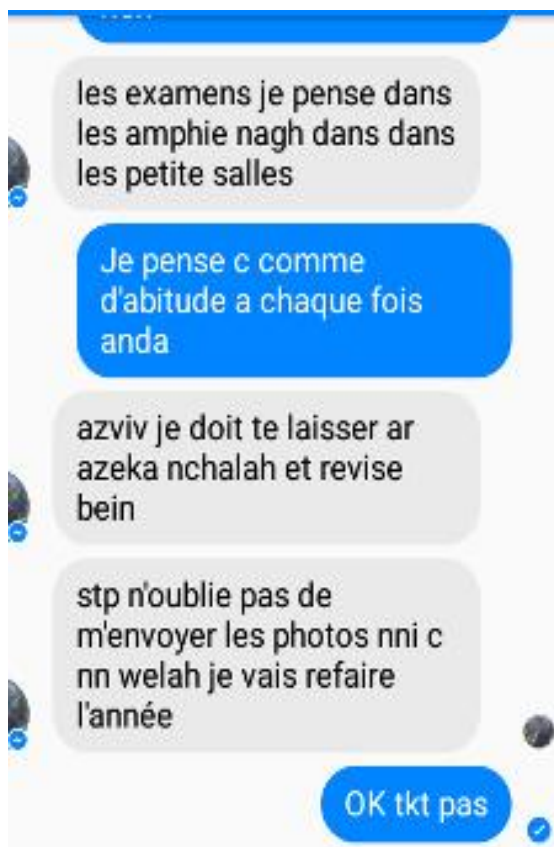 les examens je pense dans
les amphie nagh dans dans
les petite salles
Je pense c comme
d'abitude a chaque fois
anda
azviv je doit te laisser ar
azeka nchalah et revise
bein
stp n'oublie pas de
m'envoyer les photos nni c
nn welah je vais refaire
l'année
OK tkt pas